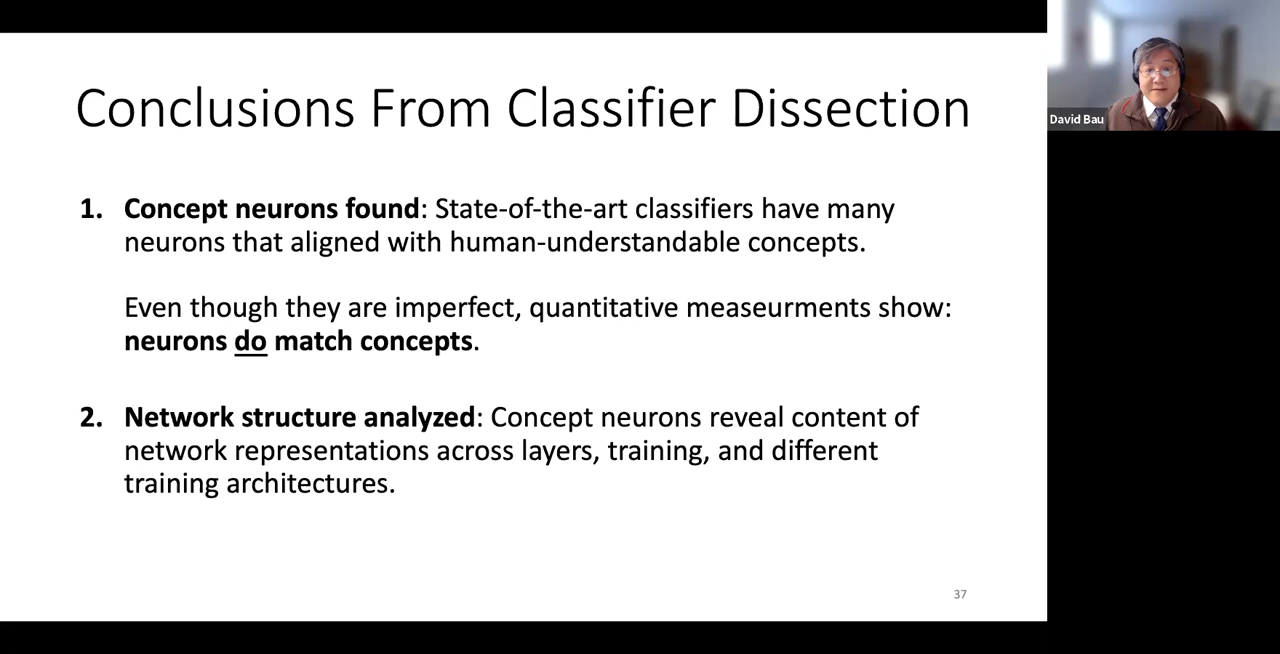 Conclusions From Classifier Dissection
David Bau
1. Concept neurons found: State-of-the-art classifiers have many
neurons that aligned with human-understandable concepts.
Even though they are imperfect, quantitative measeurments show:
neurons do match concepts.
2. Network structure analyzed: Concept neurons reveal content of
network representations across layers, training, and different
training architectures.
37